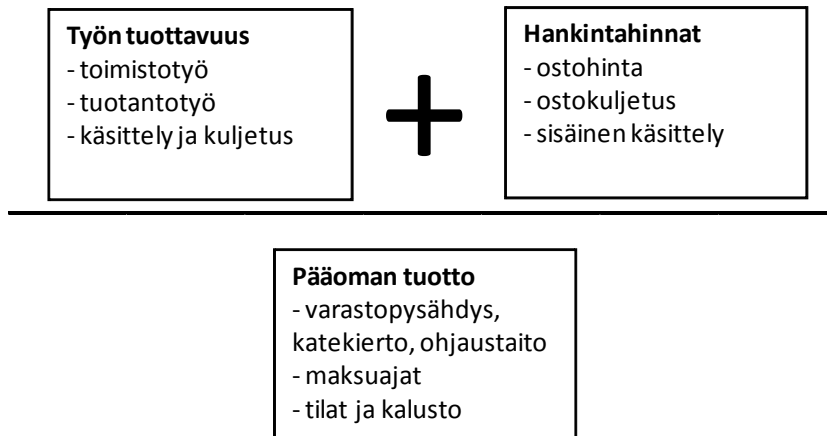 Työn tuottavuus
- toimistotyö
- tuotantotyö
- käsittely ja kuljetus
Hankintahinnat
- ostohinta
- ostokuljetus
- sisäinen käsittely
Pääoman tuotto
- varastopysähdys,
katekierto, ohjaustaito
- maksuajat
- tilat ja kalusto